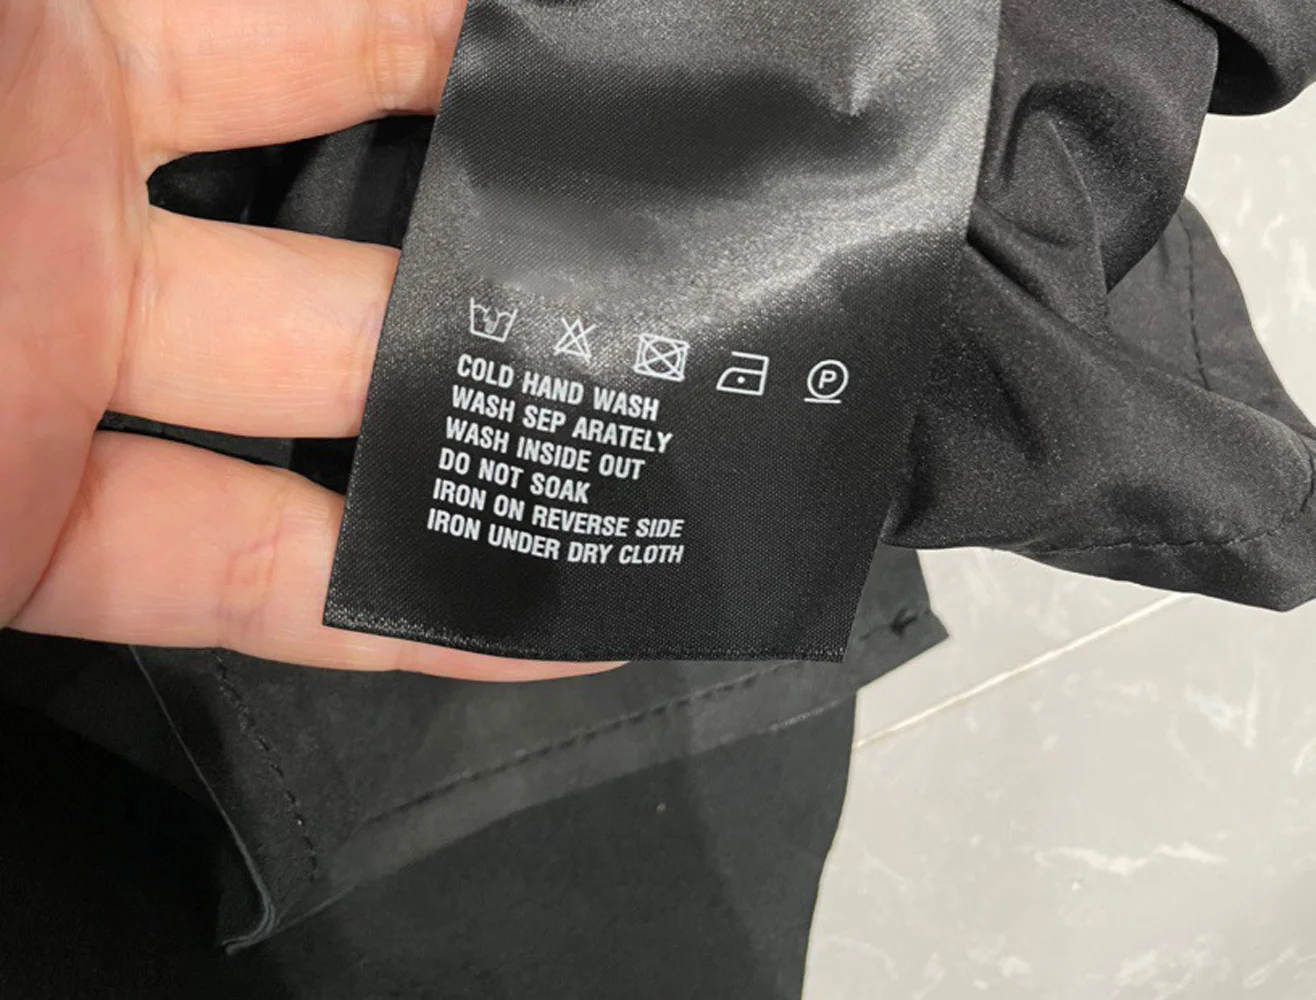 P
COLD HAND WASH
WASH SEP ARATELY
WASH INSIDE OUT
DO NOT SOAK
IRON ON REVERSE SIDE
IRON UNDER DRY CLOTH